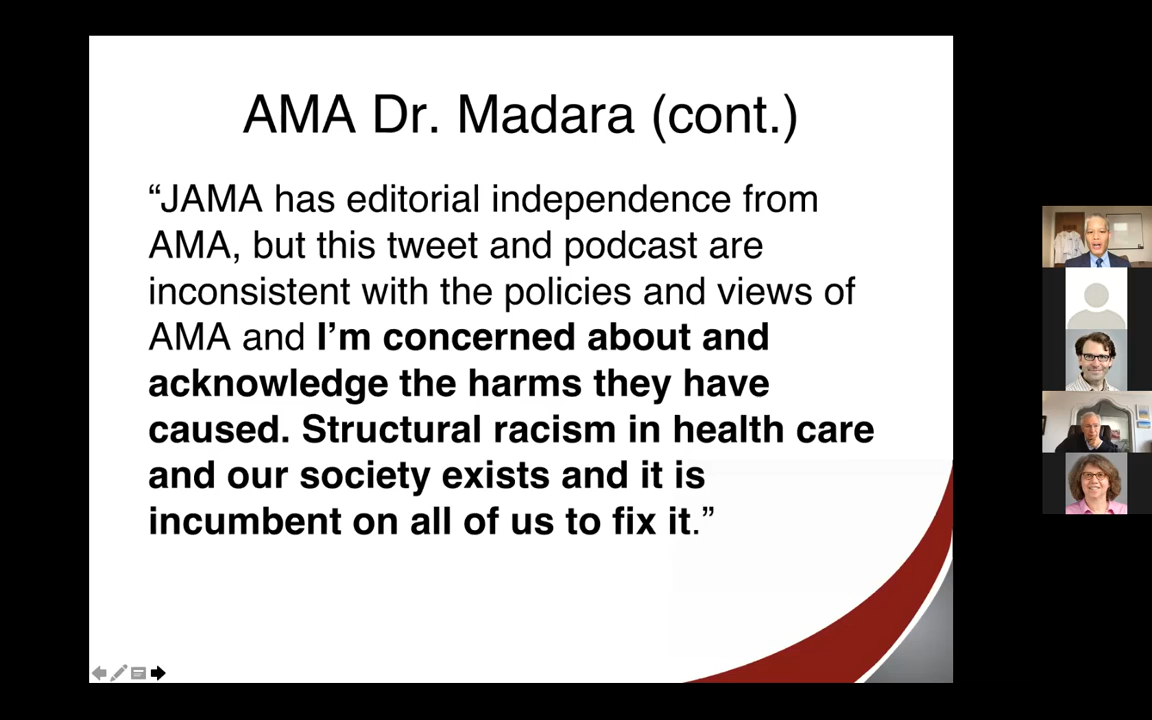 AMA Dr. Madara (cont.)
“JAMA has editorial independence from
AMA, but this tweet and podcast are
inconsistent with the policies and views of
AMA and I’m concerned about and
acknowledge the harms they have
caused. Structural racism in health care
and our society exists and it is
incumbent on all of us to fix it.”